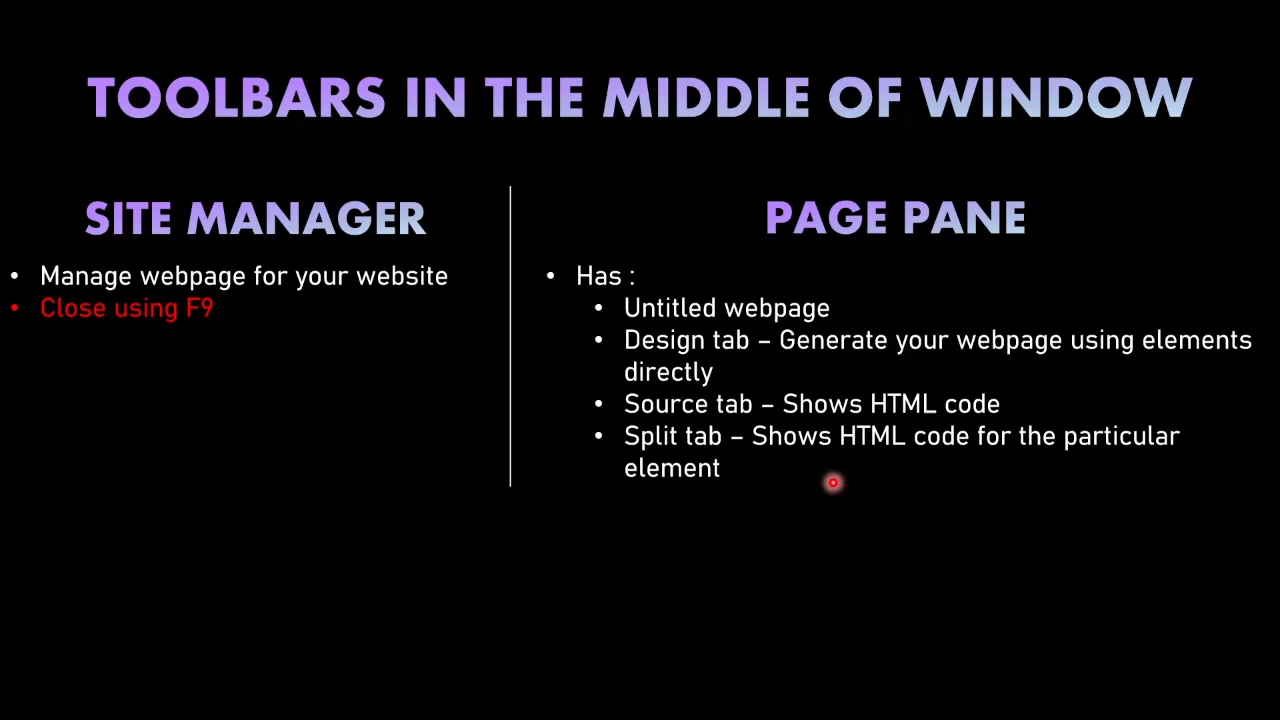 TOOLBARS IN THE MIDDLE OF WINDOW
SITE MANAGER
• Manage webpage for your website
• Close using F9
PAGE PANE
• Has :
• Untitled webpage
• Design tab – Generate your webpage using elements
directly
• Source tab – Shows HTML code
• Split tab – Shows HTML code for the particular
element